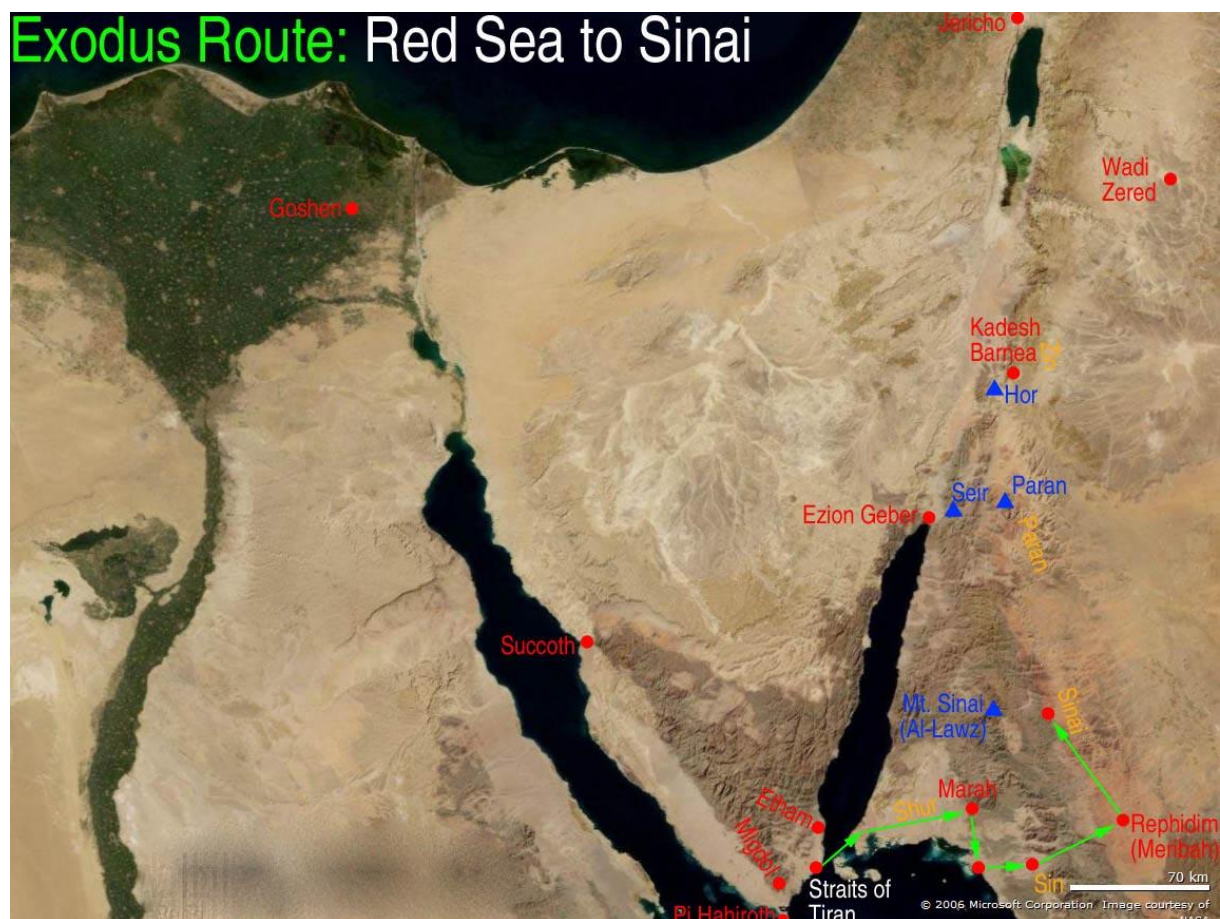 Exodus Route: Red Sea to Sinai
Jericho
Wadi
Zered
Goshen
Kadesh
Barnea
Zin
Hor
Seir
Paran
Ezion Geber
Paran
Succoth
Sinai
Mt. Sinai
(Al-Lawz)
Marah
Shur
Etham
Rephidim
(Meribah)
Migdol
Sin
70 km
Straits of
Tiran
Pi Hahiroth
© 2006 Microsoft Corporation Image courtesy of
NASA